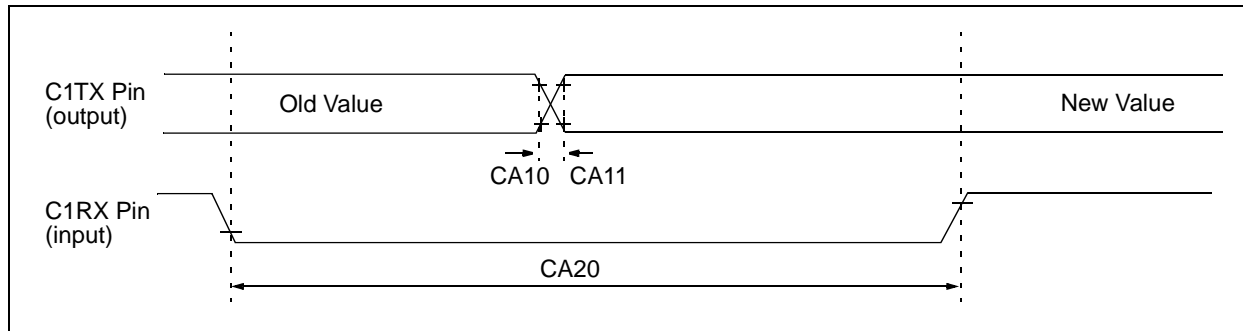 C1TX Pin
(output)
Old Value
New Value
CA10 CA11
C1RX Pin
(input)
CA20